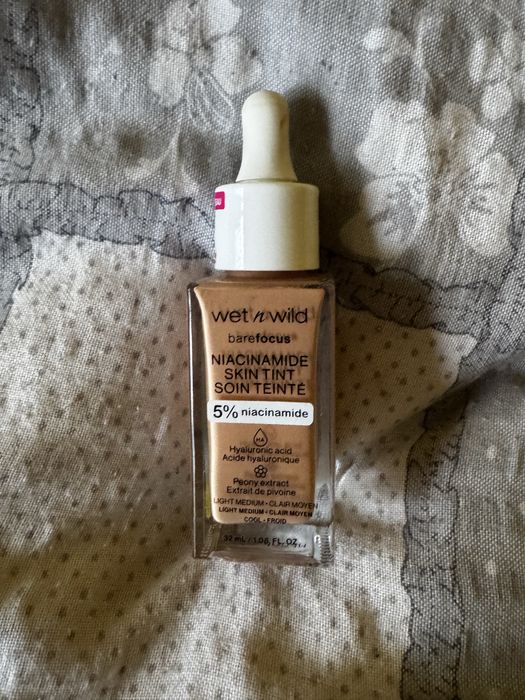 wet n wild
barefocus
NIACINAMIDE
SKIN TINT
SOIN TEINTÉ
5% niacinamide
HA
Hyaluronic acid
Acide hyaluronique
Peony extract
Extrait de pivoine
LIGHT MEDIUM - CLAIR MOYEN
LIGHT MEDIUM - CLAIR MOYEN
COOL - FROID
32 mL / 1.08, FL. OZ.